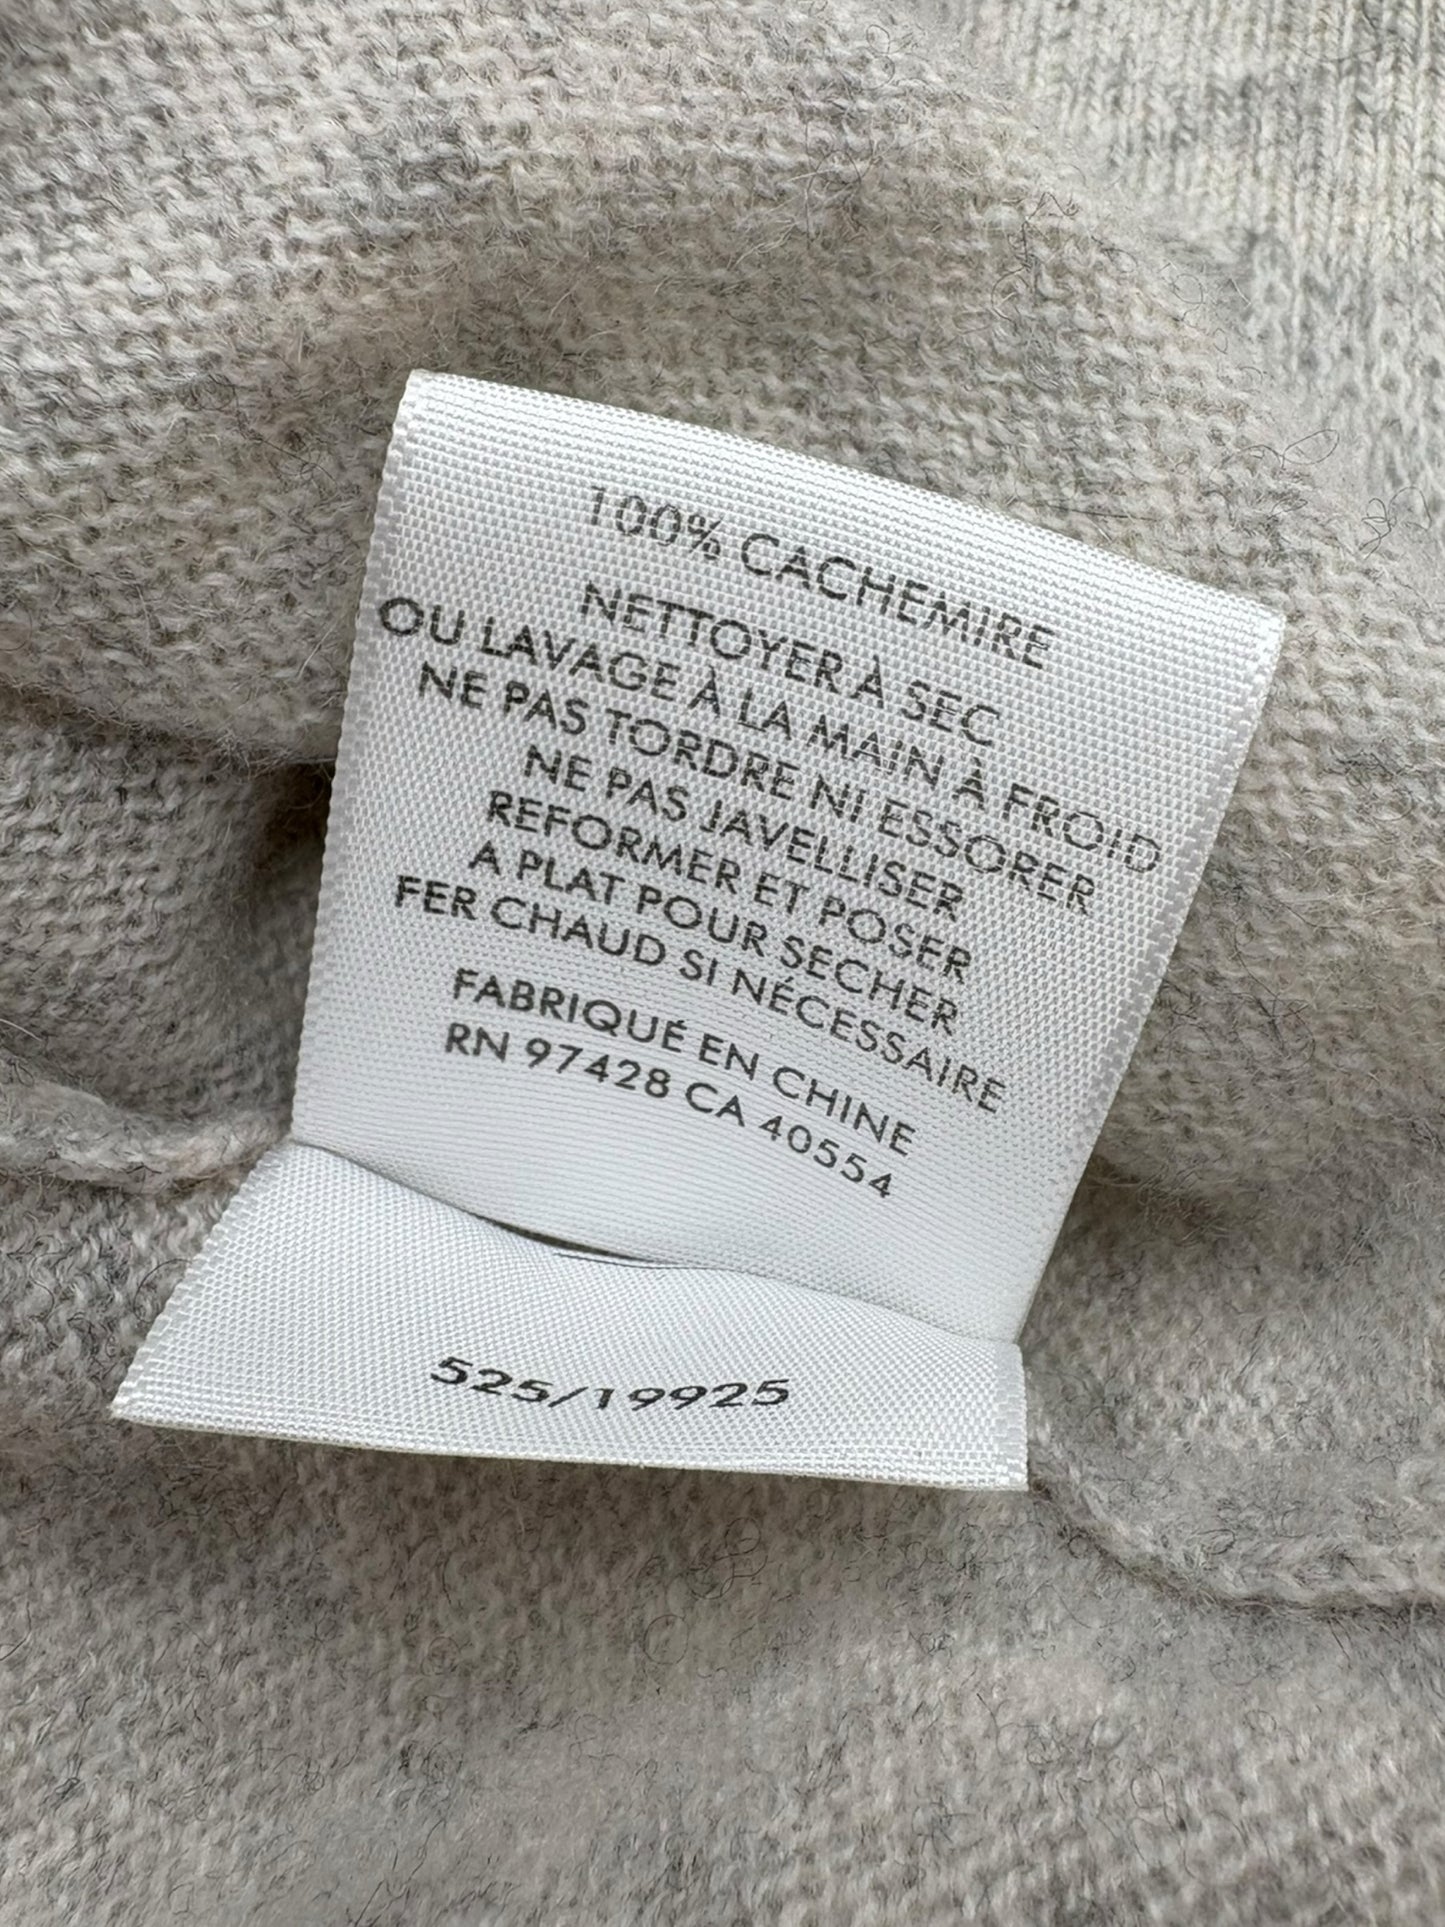 100% CACHEMIRE
NETTOYER À SEC
OU LAVAGE À LA MAIN À FROID
NE PAS TORDRE NI ESSORER
NE PAS JAVELLISER
REFORMER ET POSER
A PLAT POUR SECHER
FER CHAUD SI NÉCESSAIRE
FABRIQUÉ EN CHINE
RN 97428 CA 40554
525/19925